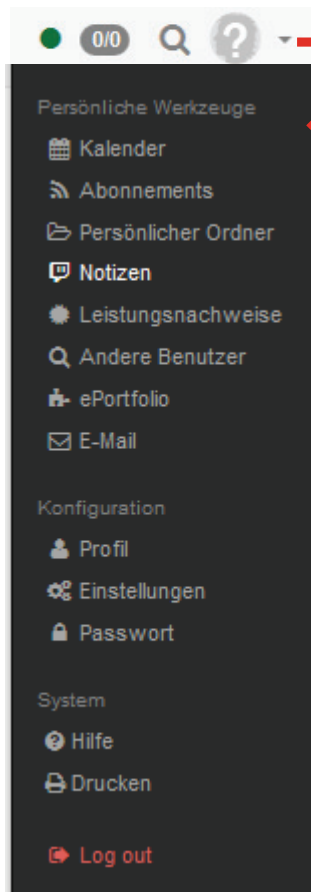 0/0
Persönliche Werkzeuge
Kalender
Abonnements
Persönlicher Ordner
Notizen
Leistungsnachweise
Andere Benutzer
ePortfolio
E-Mail
Konfiguration
Profil
Einstellungen
Passwort
System
Hilfe
Drucken
Log out